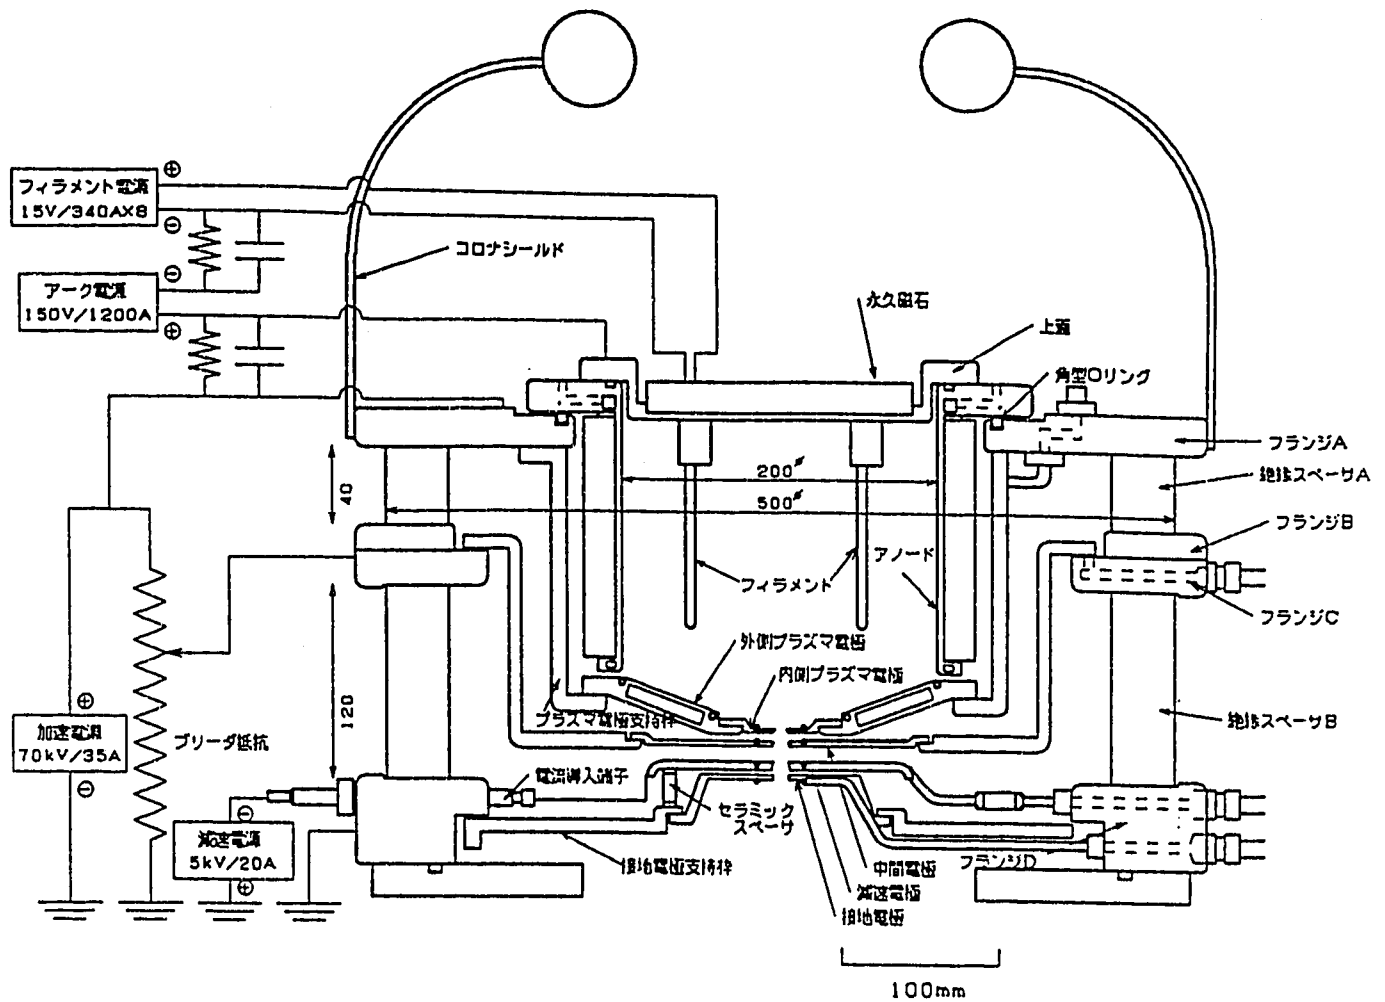 フィラメント電源
15V/340AX8
アーク電源
150V/1200A
コロナシールド
永久磁石
上蓋
角型Oリング
フランジA
絶縁スペーサA
フランジB
フランジC
絶縁スペーサB
40
200φ
500φ
フィラメント
アノード
120
外側プラズマ電極
内側プラズマ電極
プラズマ電極支持枠
加速電源
70kV/35A
ブリーダ抵抗
電流導入端子
減速電源
5kV/20A
セラミック
スペーサ
接地電極支持枠
フランジD
中間電極
減速電極
接地電極
100mm